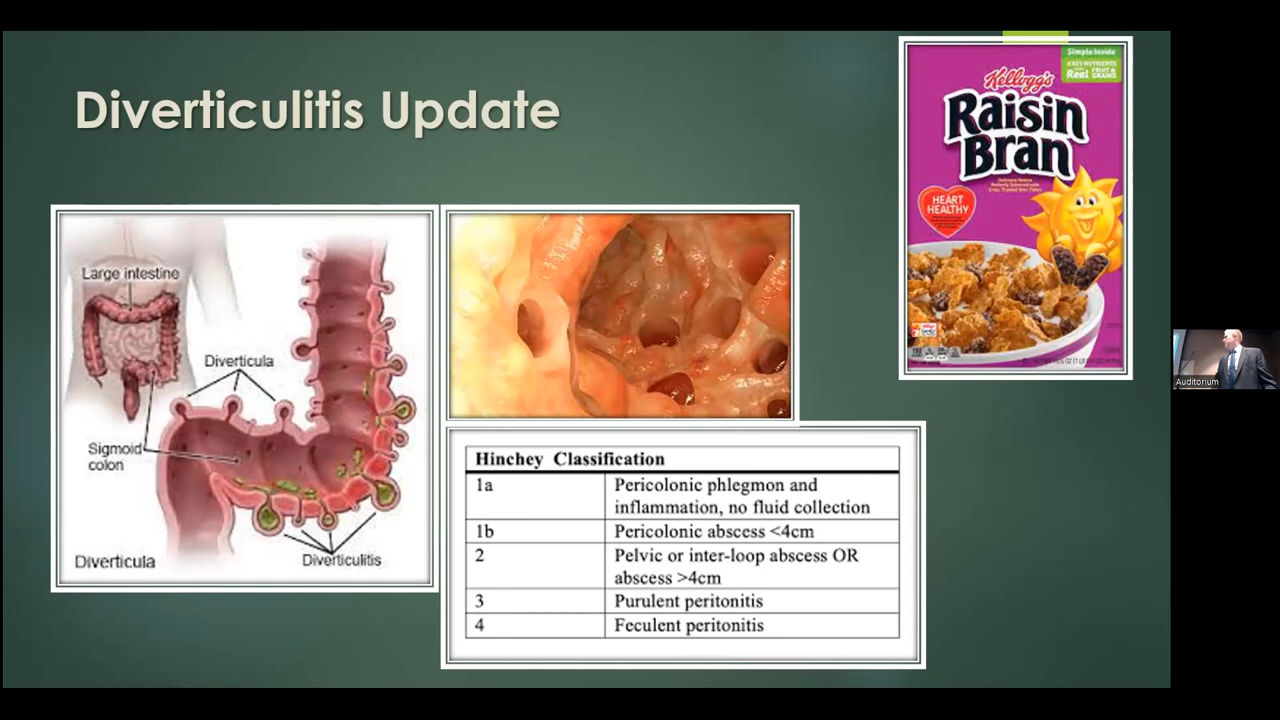 Diverticulitis Update
Large intestine
Diverticula
Sigmoid
colon
Diverticulitis
Diverticula
Hinchey Classification
1a Pericolonic phlegmon and
inflammation, no fluid collection
1b Pericolonic abscess <4cm
2 Pelvic or inter-loop abscess OR
abscess >4cm
3 Purulent peritonitis
4 Feculent peritonitis
Simple Inside
Real FRUIT &
GRAINS
Kellogg's
Raisin
Bran
HEART
HEALTHY
Auditorium